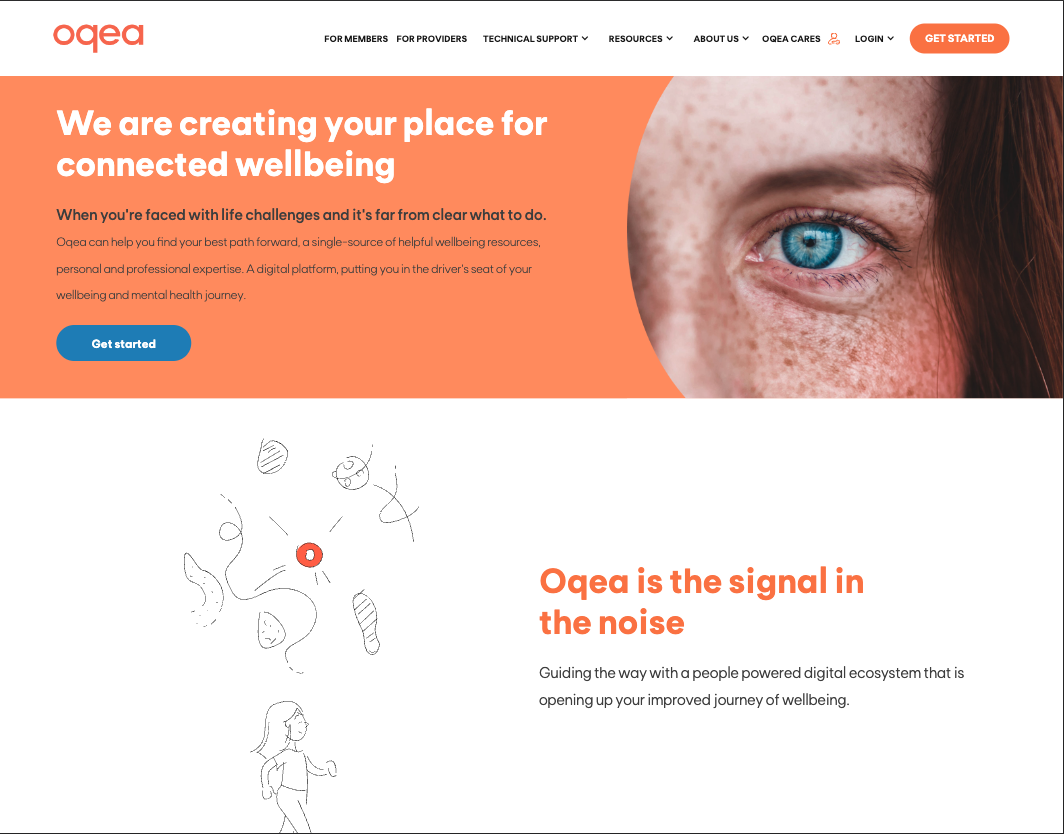 oqea
FOR MEMBERS FOR PROVIDERS TECHNICAL SUPPORT RESOURCES ABOUT US OQEA CARES LOGIN GET STARTED
We are creating your place for
connected wellbeing
When you're faced with life challenges and it's far from clear what to do.
Oqea can help you find your best path forward, a single-source of helpful wellbeing resources,
personal and professional expertise. A digital platform, putting you in the driver's seat of your
wellbeing and mental health journey.
Get started
Oqea is the signal in
the noise
Guiding the way with a people powered digital ecosystem that is
opening up your improved journey of wellbeing.